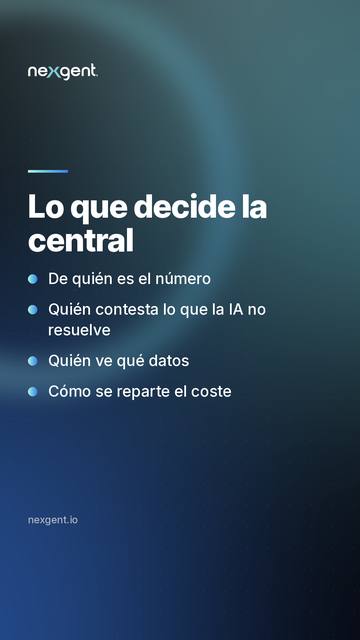 nexgent.
Lo que decide la
central
De quién es el número
Quién contesta lo que la IA no
resuelve
Quién ve qué datos
Cómo se reparte el coste
nexgent.io